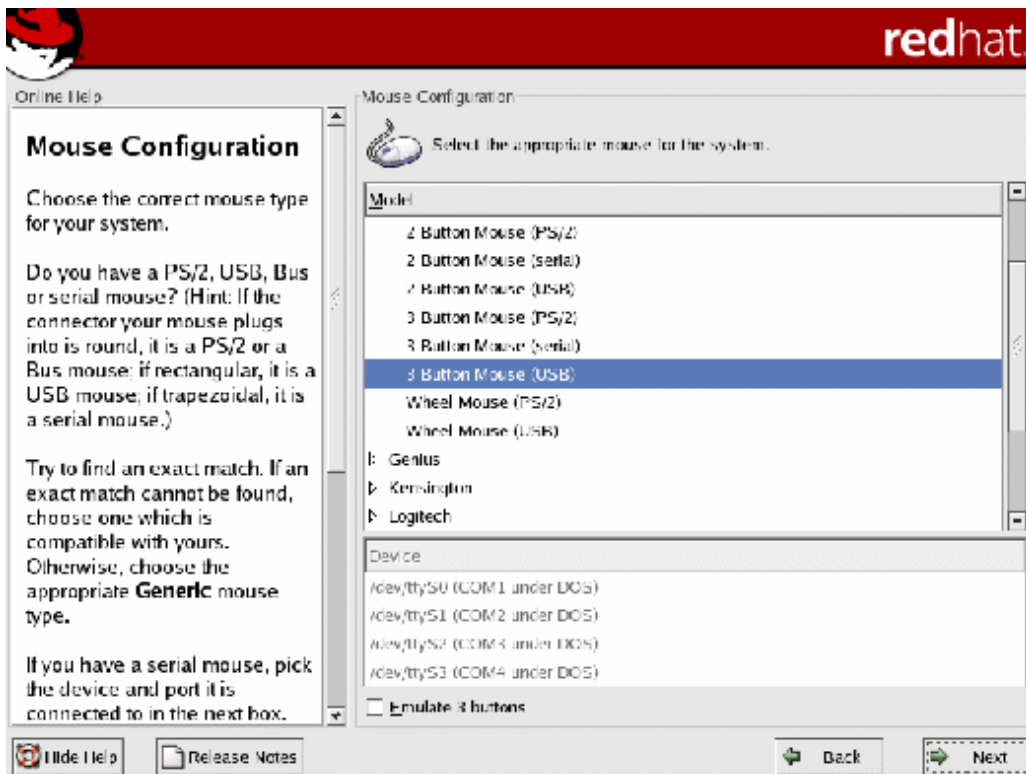 redhat.
Online Help
Mouse Configuration
Choose the correct mouse type
for your system.
Do you have a PS/2, USB, Bus
or serial mouse? (Hint: If the
connector your mouse plugs
into is round, it is a PS/2 or a
Bus mouse; if rectangular, it is a
USB mouse; if trapezoidal, it is
a serial mouse.)
Try to find an exact match. If an
exact match cannot be found,
choose one which is
compatible with yours.
Otherwise, choose the
appropriate Generic mouse
type.
If you have a serial mouse, pick
the device and port it is
connected to in the next box.
Mouse Configuration
Select the appropriate mouse for the system.
Model
2 Button Mouse (PS/2)
2 Button Mouse (serial)
2 Button Mouse (USB)
3 Button Mouse (PS/2)
3 Button Mouse (serial)
3 Button Mouse (USB)
Wheel Mouse (PS/2)
Wheel Mouse (USB)
Genius
Kensington
Logitech
Device
/dev/ttyS0 (COM1 under DOS)
/dev/ttyS1 (COM2 under DOS)
/dev/ttyS2 (COM3 under DOS)
/dev/ttyS3 (COM4 under DOS)
Emulate 3 buttons
Hide Help
Release Notes
Back
Next